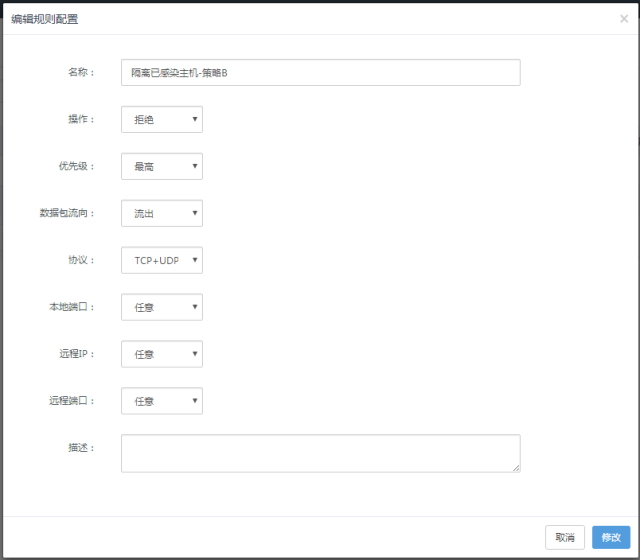 编辑规则配置 ×
名称： 隔离已感染主机-策略B
操作： 拒绝
优先级： 最高
数据包流向： 流出
协议： TCP+UDP
本地端口： 任意
远程IP： 任意
远程端口： 任意
描述：
取消 修改